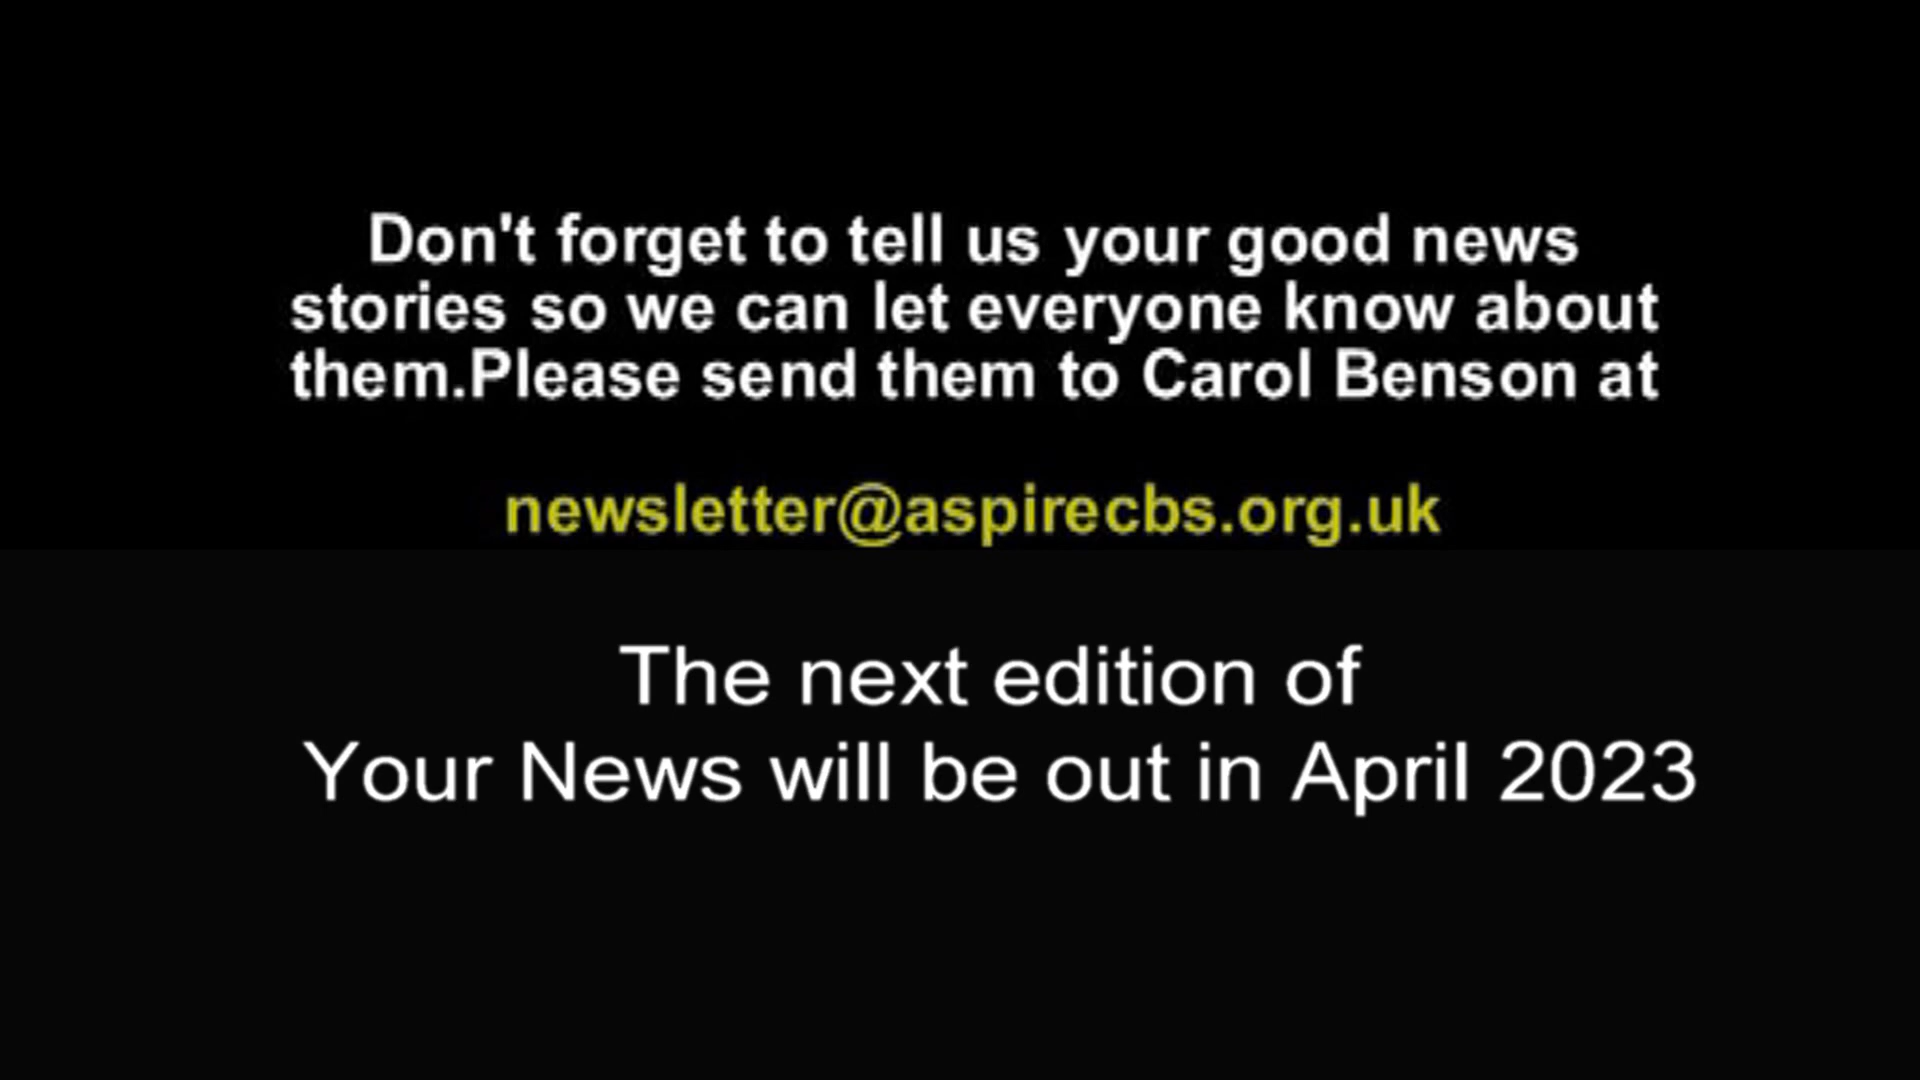 Don't forget to tell us your good news
stories so we can let everyone know about
them.Please send them to Carol Benson at
newsletter@aspirecbs.org.uk
The next edition of
Your News will be out in April 2023